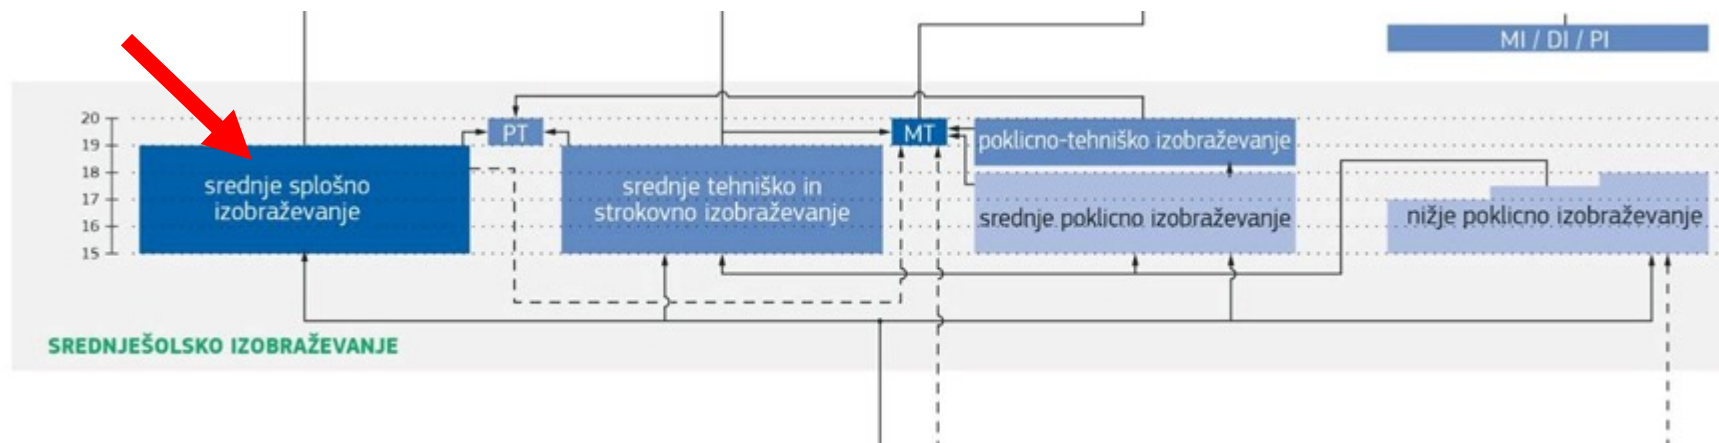 MI / DI / PI
20
19
18
17
16
15
PT
MT
srednje splošno
izobraževanje
srednje tehniško in
strokovno izobraževanje
poklicno-tehniško izobraževanje
srednje poklicno izobraževanje
nižje poklicno izobraževanje
SREDNJEŠOLSKO IZOBRAŽEVANJE